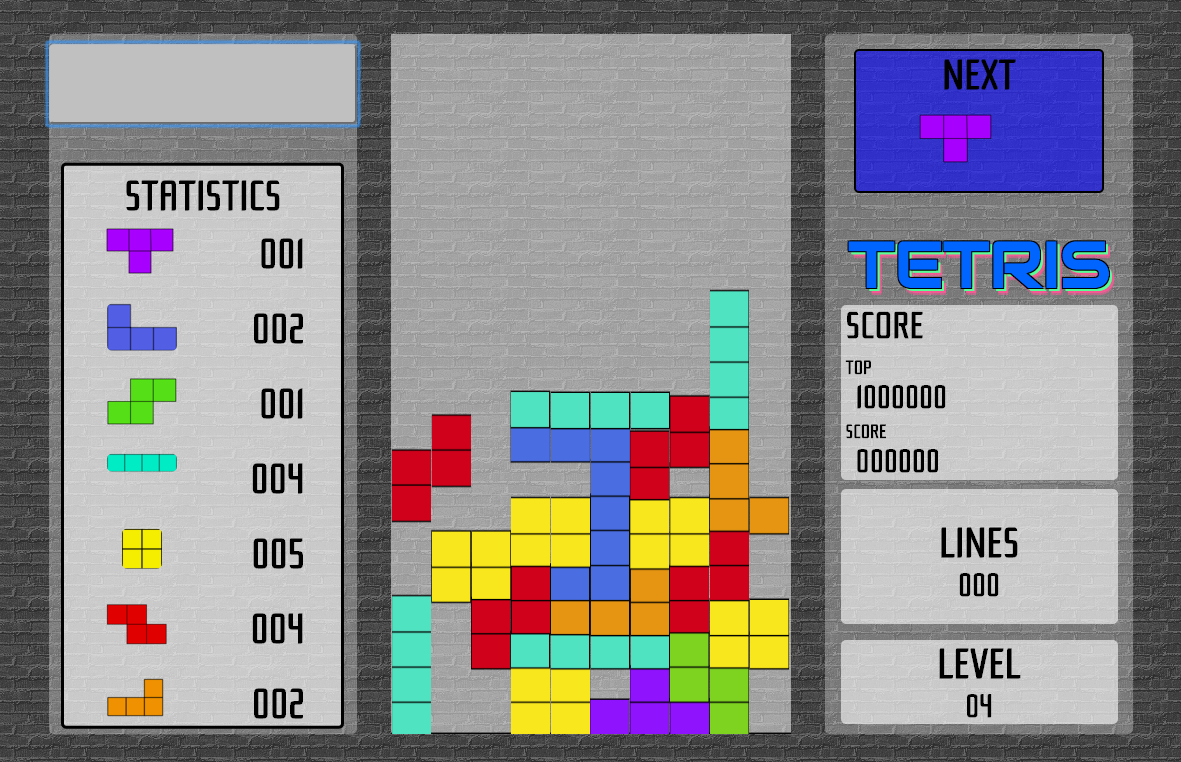 STATISTICS
001
002
001
004
005
004
002
NEXT
TETRIS
SCORE
TOP
1000000
SCORE
000000
LINES
000
LEVEL
04